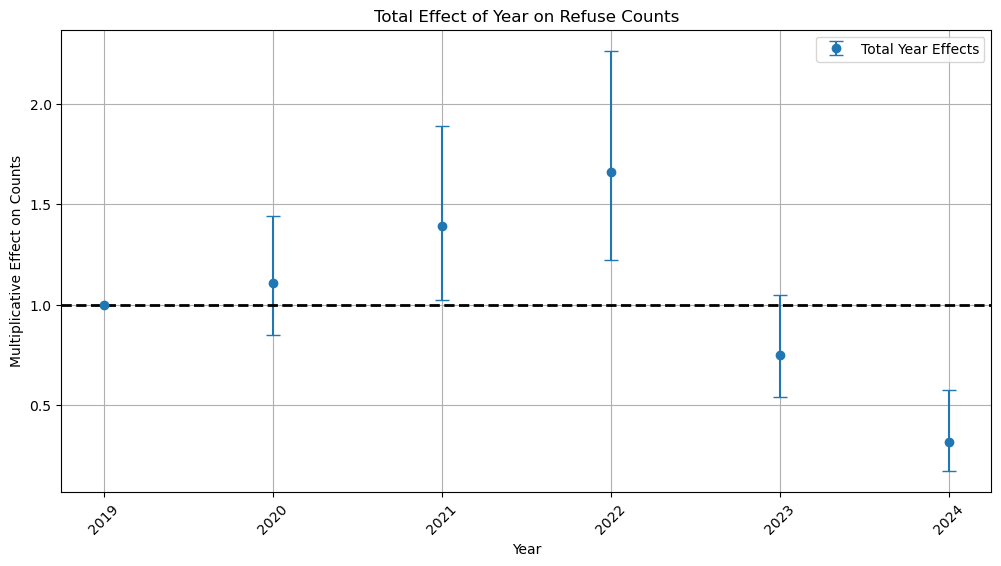 Total Effect of Year on Refuse Counts
Total Year Effects
Multiplicative Effect on Counts
2.0
1.5
1.0
0.5
2019
2020
2021
2022
2023
2024
Year